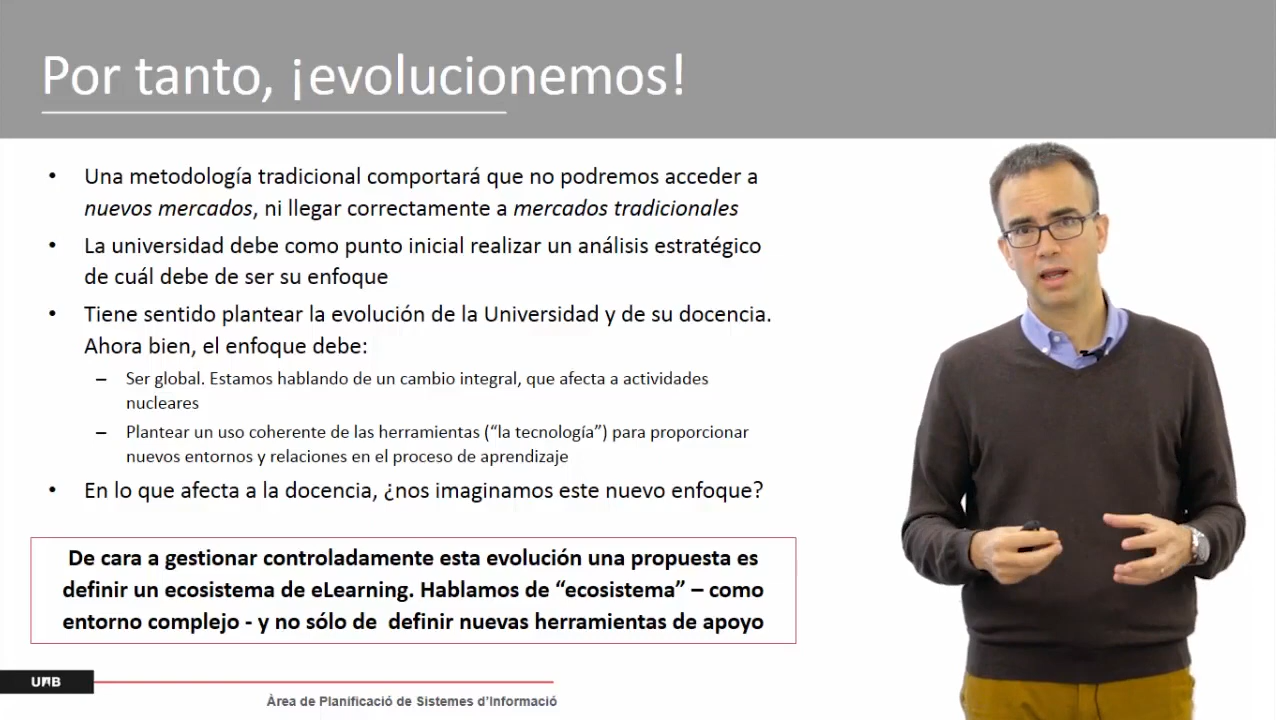 Por tanto, ¡evolucionemos!
• Una metodología tradicional comportará que no podremos acceder a
nuevos mercados, ni llegar correctamente a mercados tradicionales
• La universidad debe como punto inicial realizar un análisis estratégico
de cuál debe de ser su enfoque
• Tiene sentido plantear la evolución de la Universidad y de su docencia.
Ahora bien, el enfoque debe:
– Ser global. Estamos hablando de un cambio integral, que afecta a actividades
nucleares
– Plantear un uso coherente de las herramientas (“la tecnología”) para proporcionar
nuevos entornos y relaciones en el proceso de aprendizaje
• En lo que afecta a la docencia, ¿nos imaginamos este nuevo enfoque?
De cara a gestionar controladamente esta evolución una propuesta es
definir un ecosistema de eLearning. Hablamos de “ecosistema” – como
entorno complejo - y no sólo de definir nuevas herramientas de apoyo
UAB
Àrea de Planificació de Sistemes d’Informació